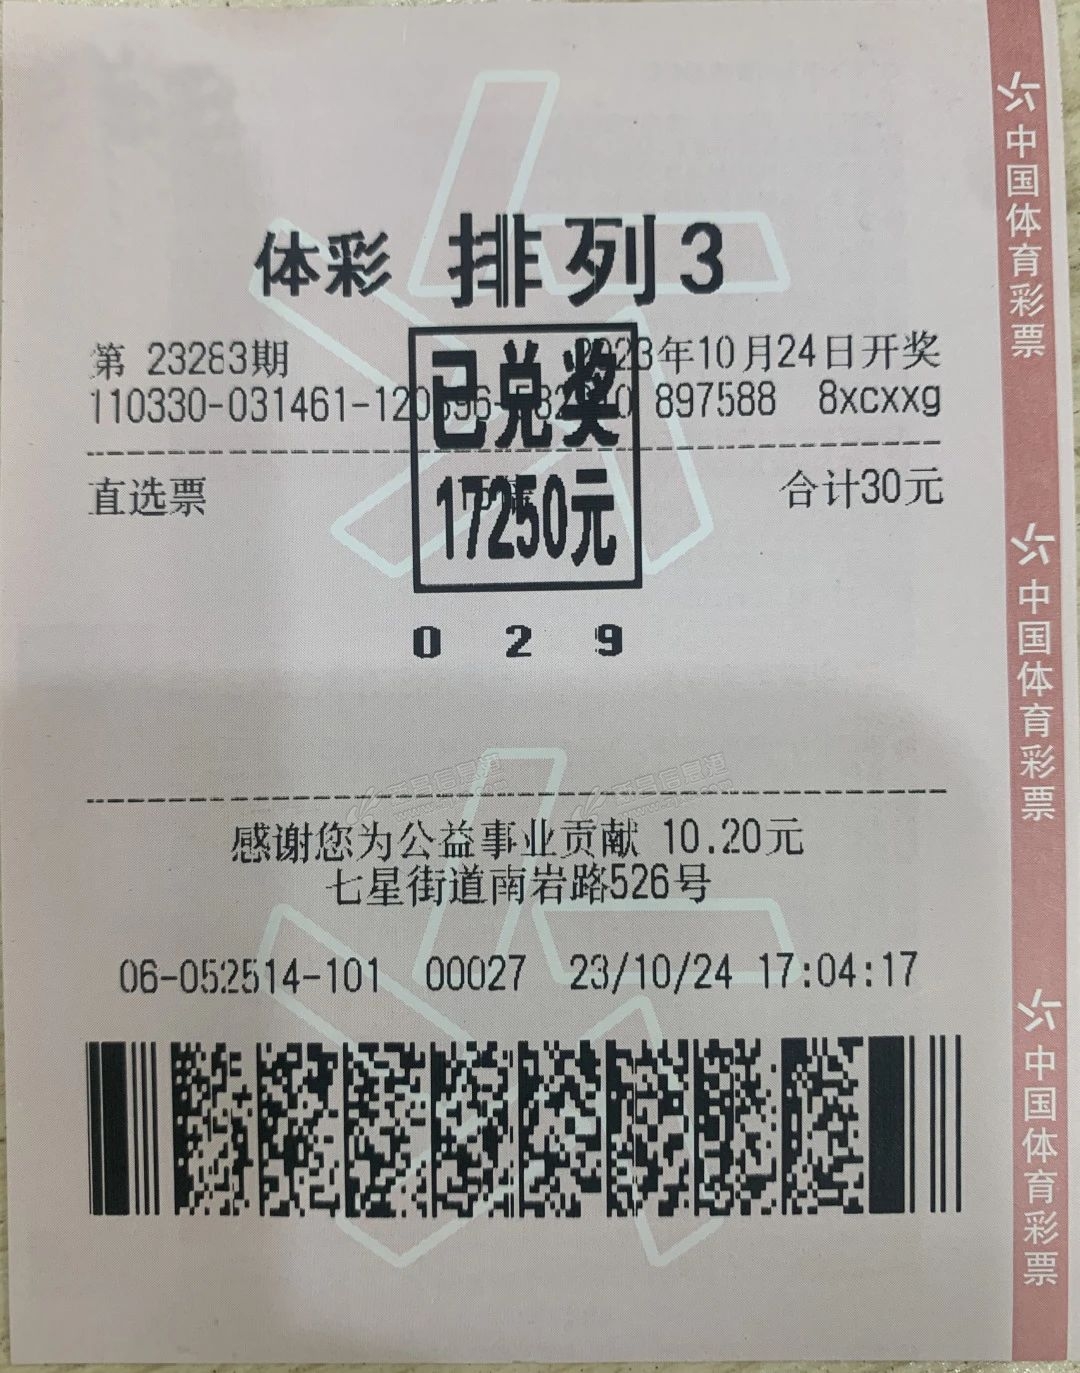 体彩 排列3
第 23283期 2023年10月24日开奖
110330-031461-120 897588 8xcxxg
已兑奖
直选票 合计30元
17250元
0 2 9
感谢您为公益事业贡献 10.20元
七星街道南岩路526号
06-052514-101 00027 23/10/24 17:04:17
中国体育彩票
中国体育彩票
中国体育彩票